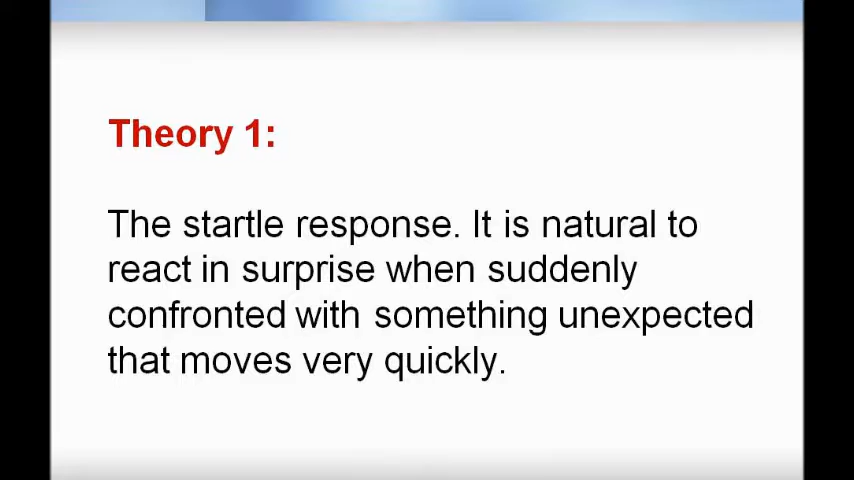 Theory 1:
The startle response. It is natural to
react in surprise when suddenly
confronted with something unexpected
that moves very quickly.